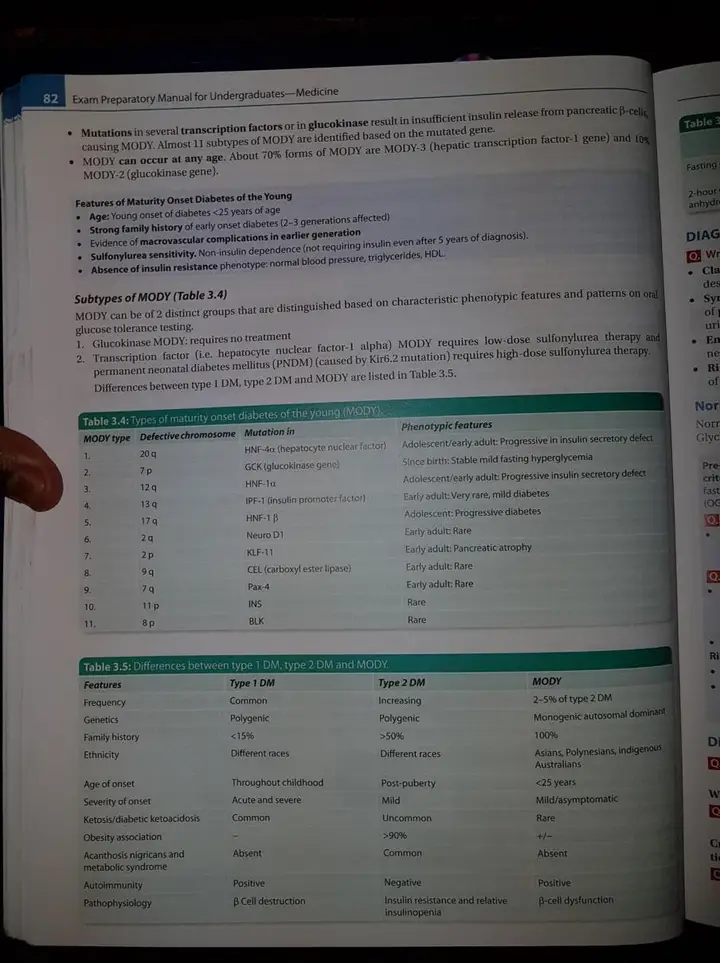 82 Exam Preparatory Manual for Undergraduates—Medicine
• Mutations in several transcription factors or in glucokinase result in insufficient insulin release from pancreatic β-cells,
causing MODY. Almost 11 subtypes of MODY are identified based on the mutated gene.
• MODY can occur at any age. About 70% forms of MODY are MODY-3 (hepatic transcription factor-1 gene) and 10%
MODY-2 (glucokinase gene).
Features of Maturity Onset Diabetes of the Young
• Age: Young onset of diabetes <25 years of age
• Strong family history of early onset diabetes (2–3 generations affected)
• Evidence of macrovascular complications in earlier generation
• Sulfonylurea sensitivity. Non-insulin dependence (not requiring insulin even after 5 years of diagnosis).
• Absence of insulin resistance phenotype: normal blood pressure, triglycerides, HDL.
Subtypes of MODY (Table 3.4)
MODY can be of 2 distinct groups that are distinguished based on characteristic phenotypic features and patterns on oral
glucose tolerance testing.
1. Glucokinase MODY: requires no treatment
2. Transcription factor (i.e. hepatocyte nuclear factor-1 alpha) MODY requires low-dose sulfonylurea therapy and
permanent neonatal diabetes mellitus (PNDM) (caused by Kir6.2 mutation) requires high-dose sulfonylurea therapy.
Differences between type 1 DM, type 2 DM and MODY are listed in Table 3.5.
Table 3.4: Types of maturity onset diabetes of the young (MODY).
MODY type Defective chromosome Mutation in Phenotypic features
1. 20 q HNF-4α (hepatocyte nuclear factor) Adolescent/early adult: Progressive in insulin secretory defect
2. 7 p GCK (glucokinase gene) Since birth: Stable mild fasting hyperglycemia
3. 12 q HNF-1α Adolescent/early adult: Progressive insulin secretory defect
4. 13 q IPF-1 (insulin promoter factor) Early adult: Very rare, mild diabetes
5. 17 q HNF-1 β Adolescent: Progressive diabetes
6. 2 q Neuro D1 Early adult: Rare
7. 2 p KLF-11 Early adult: Pancreatic atrophy
8. 9 q CEL (carboxyl ester lipase) Early adult: Rare
9. 7 q Pax-4 Early adult: Rare
10. 11 p INS Rare
11. 8 p BLK Rare
Table 3.5: Differences between type 1 DM, type 2 DM and MODY.
Features Type 1 DM Type 2 DM MODY
Frequency Common Increasing 2–5% of type 2 DM
Genetics Polygenic Polygenic Monogenic autosomal dominant
Family history <15% >50% 100%
Ethnicity Different races Different races Asians, Polynesians, indigenous
Australians
Age of onset Throughout childhood Post-puberty <25 years
Severity of onset Acute and severe Mild Mild/asymptomatic
Ketosis/diabetic ketoacidosis Common Uncommon Rare
Obesity association – >90% +/–
Acanthosis nigricans and Absent Common Absent
metabolic syndrome
Autoimmunity Positive Negative Positive
Pathophysiology β Cell destruction Insulin resistance and relative β-cell dysfunction
insulinopenia
Table 3
Fasting
2-hour
anhydr
DIAG
Q. Wr
• Cla
des
• Syr
of
uri
• En
ne
• Ri
of
Nor
Norr
Glyc
Pre-
crit
fast
(OG
Q.
Q.
Ri
Di
Q
W
Q